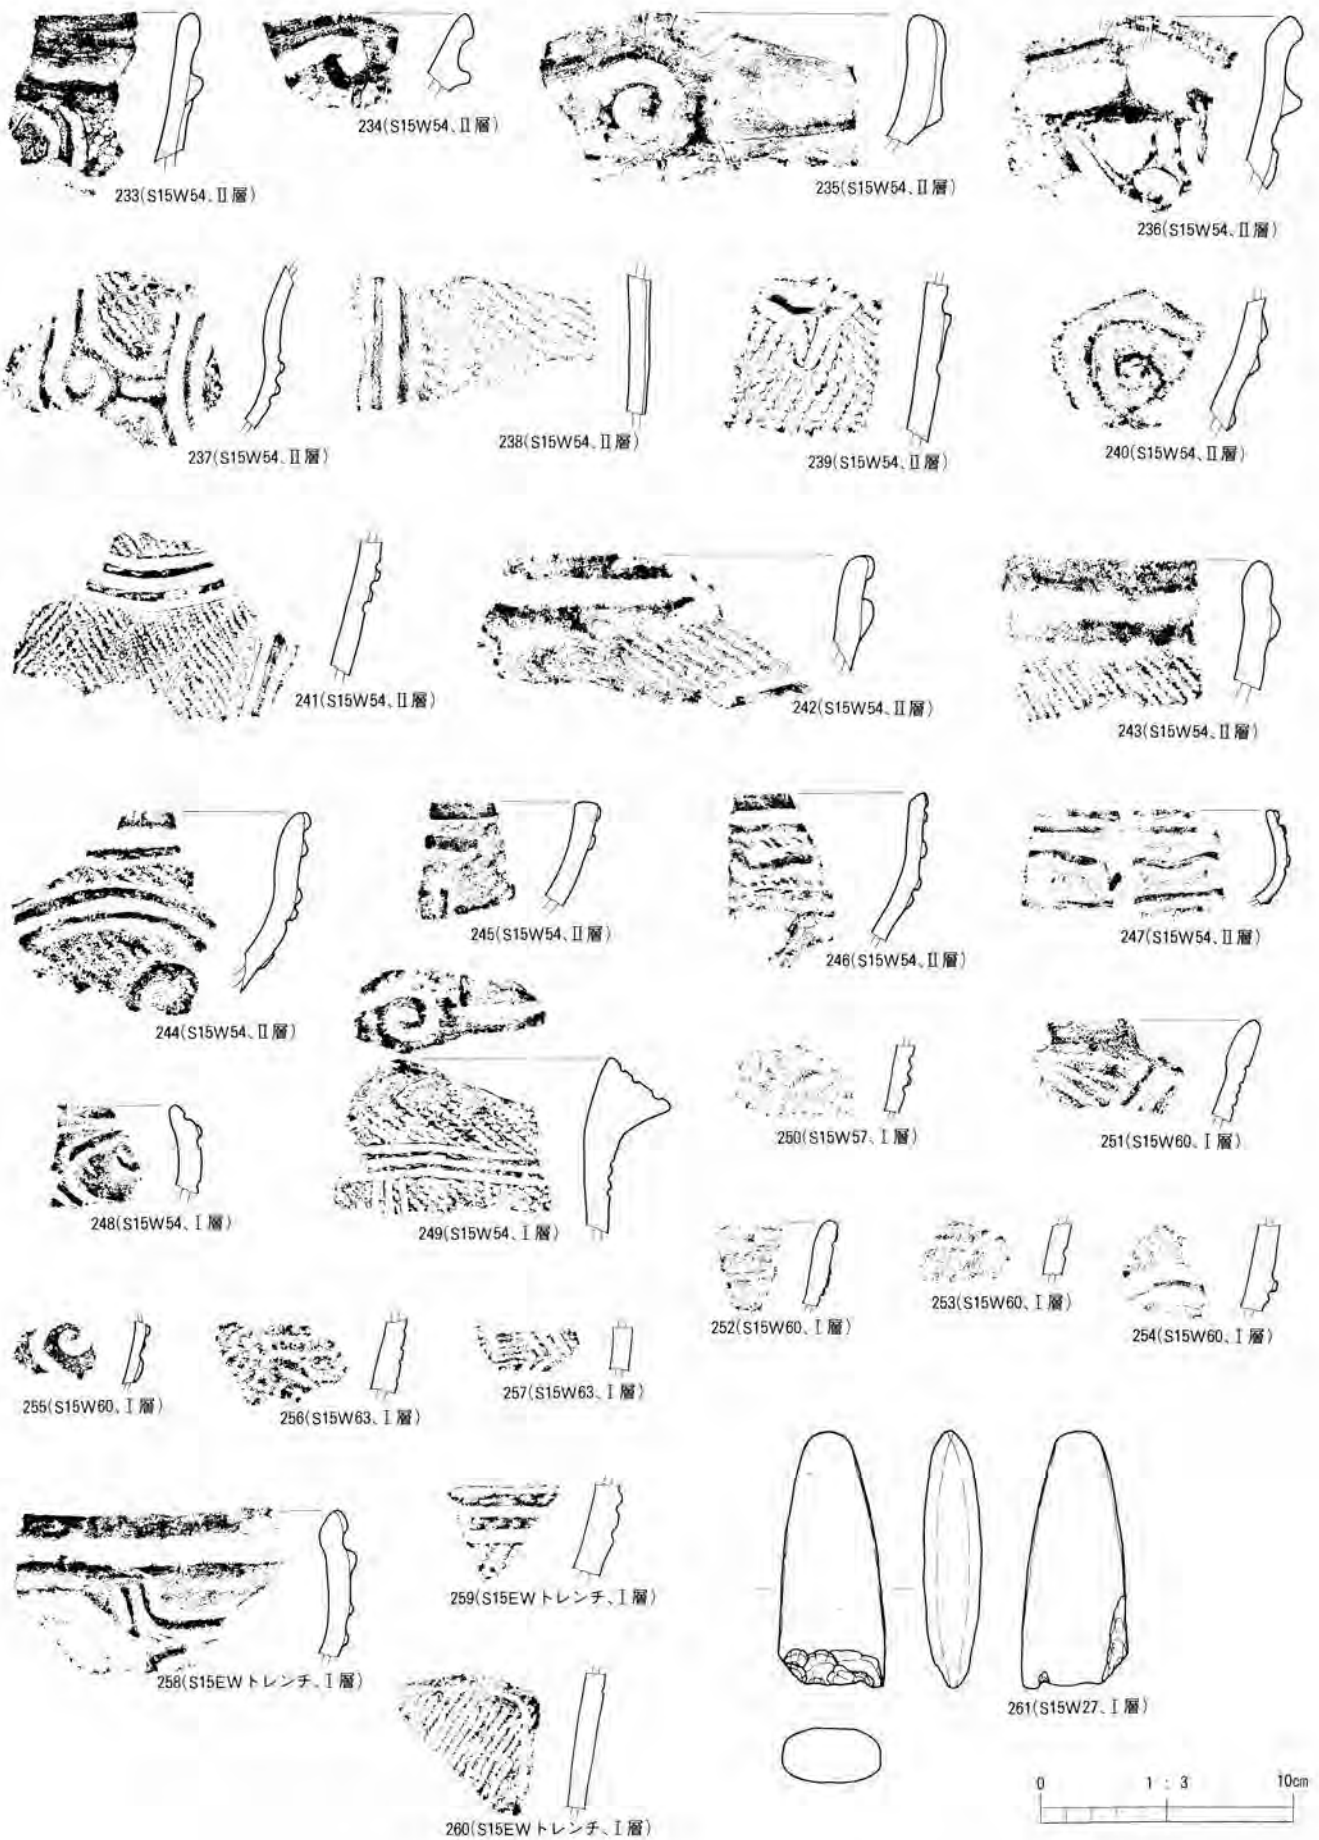 233(S15W54、Ⅱ層)
234(S15W54、Ⅱ層)
235(S15W54、Ⅱ層)
236(S15W54、Ⅱ層)
237(S15W54、Ⅱ層)
238(S15W54、Ⅱ層)
239(S15W54、Ⅱ層)
240(S15W54、Ⅱ層)
241(S15W54、Ⅱ層)
242(S15W54、Ⅱ層)
243(S15W54、Ⅱ層)
244(S15W54、Ⅱ層)
245(S15W54、Ⅱ層)
246(S15W54、Ⅱ層)
247(S15W54、Ⅱ層)
248(S15W54、Ⅰ層)
249(S15W54、Ⅰ層)
250(S15W57、Ⅰ層)
251(S15W60、Ⅰ層)
252(S15W60、Ⅰ層)
253(S15W60、Ⅰ層)
254(S15W60、Ⅰ層)
255(S15W60、Ⅰ層)
256(S15W63、Ⅰ層)
257(S15W63、Ⅰ層)
258(S15EWトレンチ、Ⅰ層)
259(S15EWトレンチ、Ⅰ層)
260(S15EWトレンチ、Ⅰ層)
261(S15W27、Ⅰ層)
0 1:3 10cm